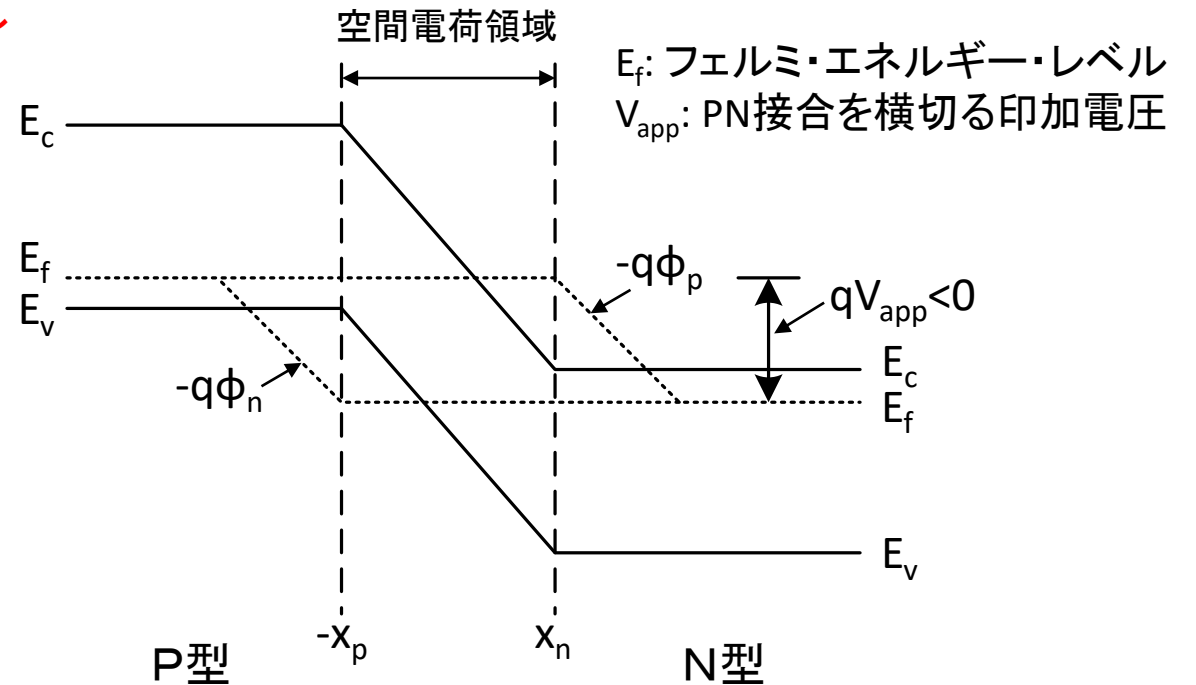 空間電荷領域
E_f: フェルミ・エネルギー・レベル
V_app: PN接合を横切る印加電圧
E_c
E_f
E_v
-qϕ_p
qV_app<0
-qϕ_n
E_c
E_f
E_v
-x_p
x_n
P型
N型